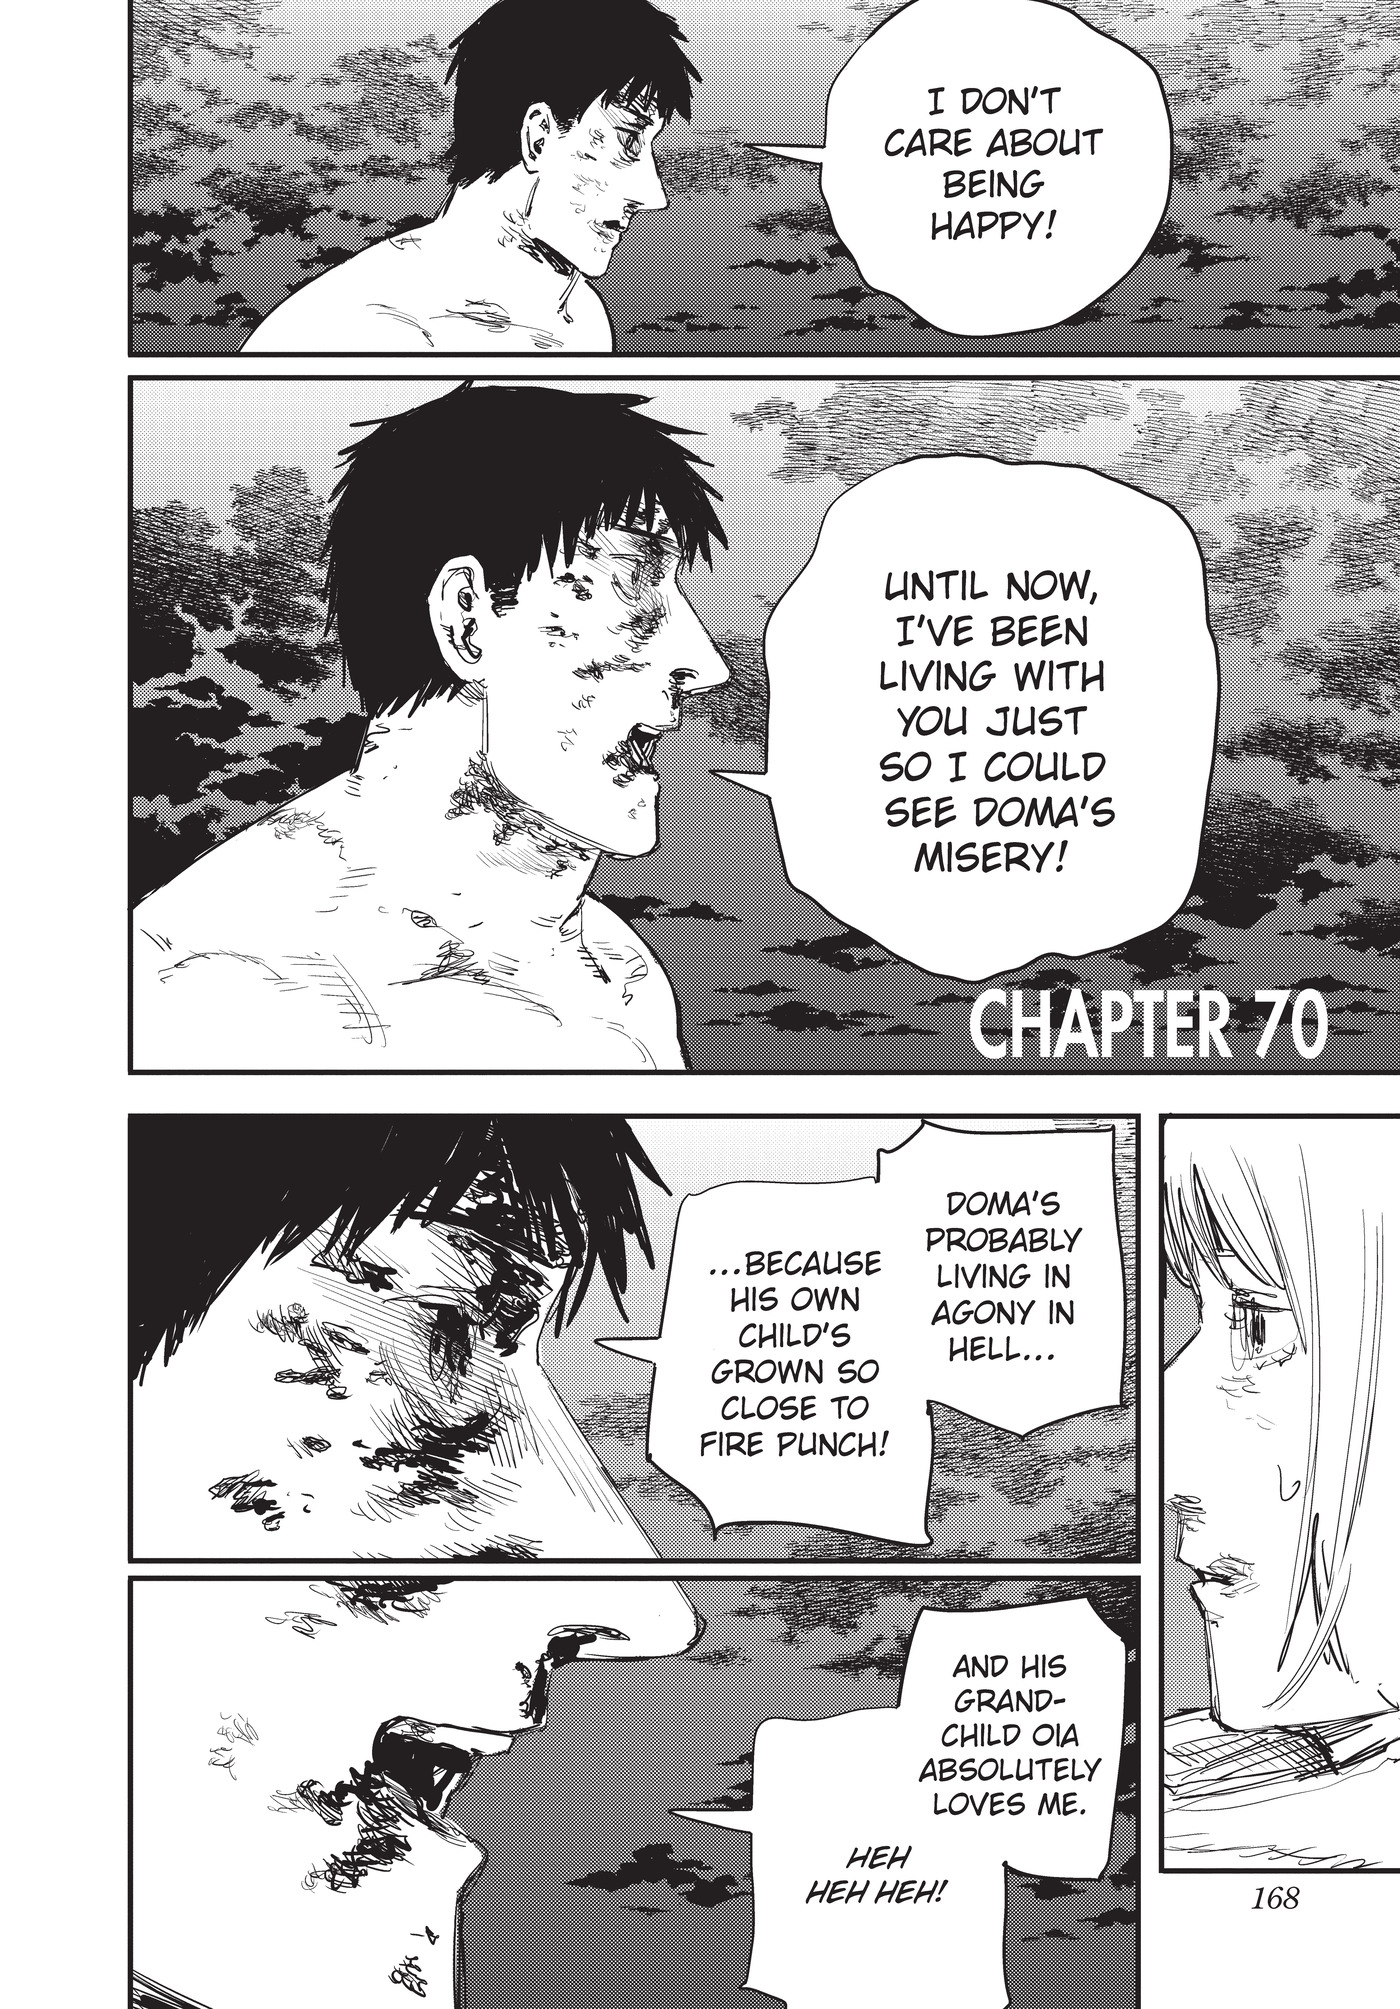 I DON'T
CARE ABOUT
BEING
HAPPY!
UNTIL NOW,
I'VE BEEN
LIVING WITH
YOU JUST
SO I COULD
SEE DOMA'S
MISERY!
CHAPTER 70
DOMA'S
PROBABLY
LIVING IN
AGONY IN
HELL...
...BECAUSE
HIS OWN
CHILD'S
GROWN SO
CLOSE TO
FIRE PUNCH!
AND HIS
GRAND-
CHILD OIA
ABSOLUTELY
LOVES ME.
HEH
HEH HEH!
168